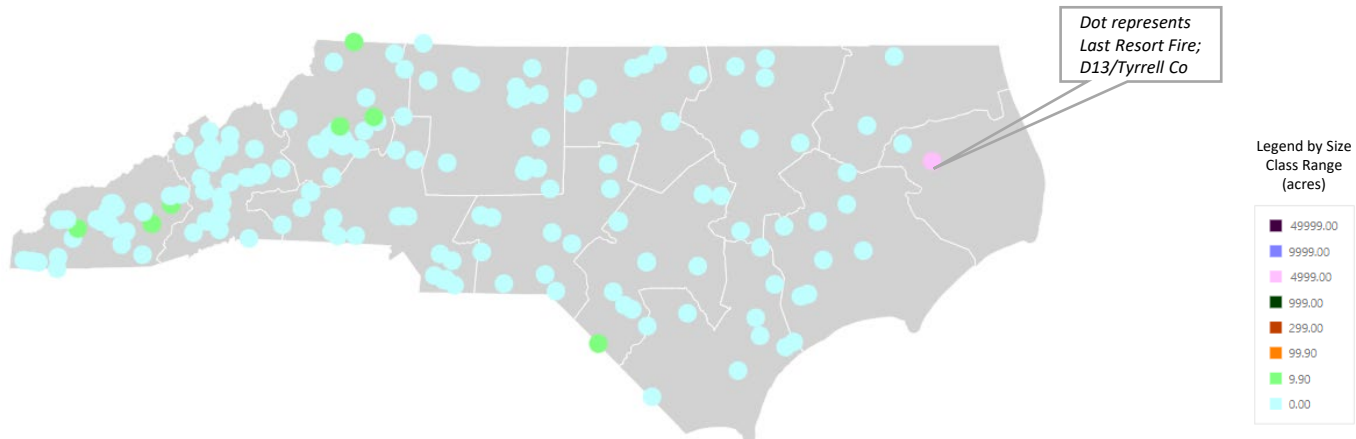 Dot represents
Last Resort Fire;
D13/Tyrrell Co
Legend by Size
Class Range
(acres)
49999.00
9999.00
4999.00
999.00
299.00
99.90
9.90
0.00